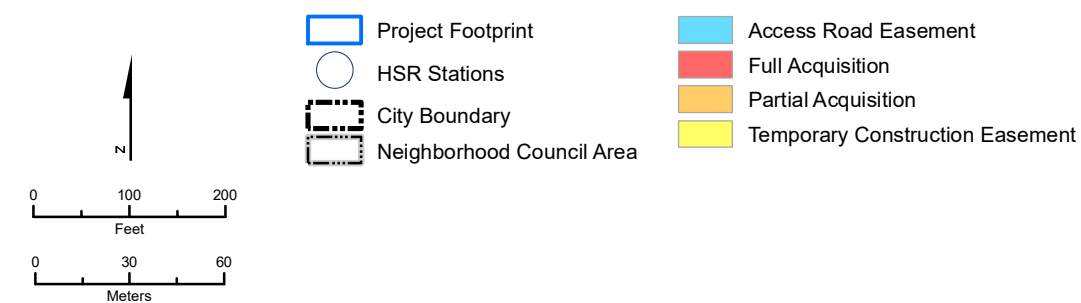 Project Footprint
HSR Stations
City Boundary
Neighborhood Council Area
Access Road Easement
Full Acquisition
Partial Acquisition
Temporary Construction Easement
N
0 100 200
Feet
0 30 60
Meters